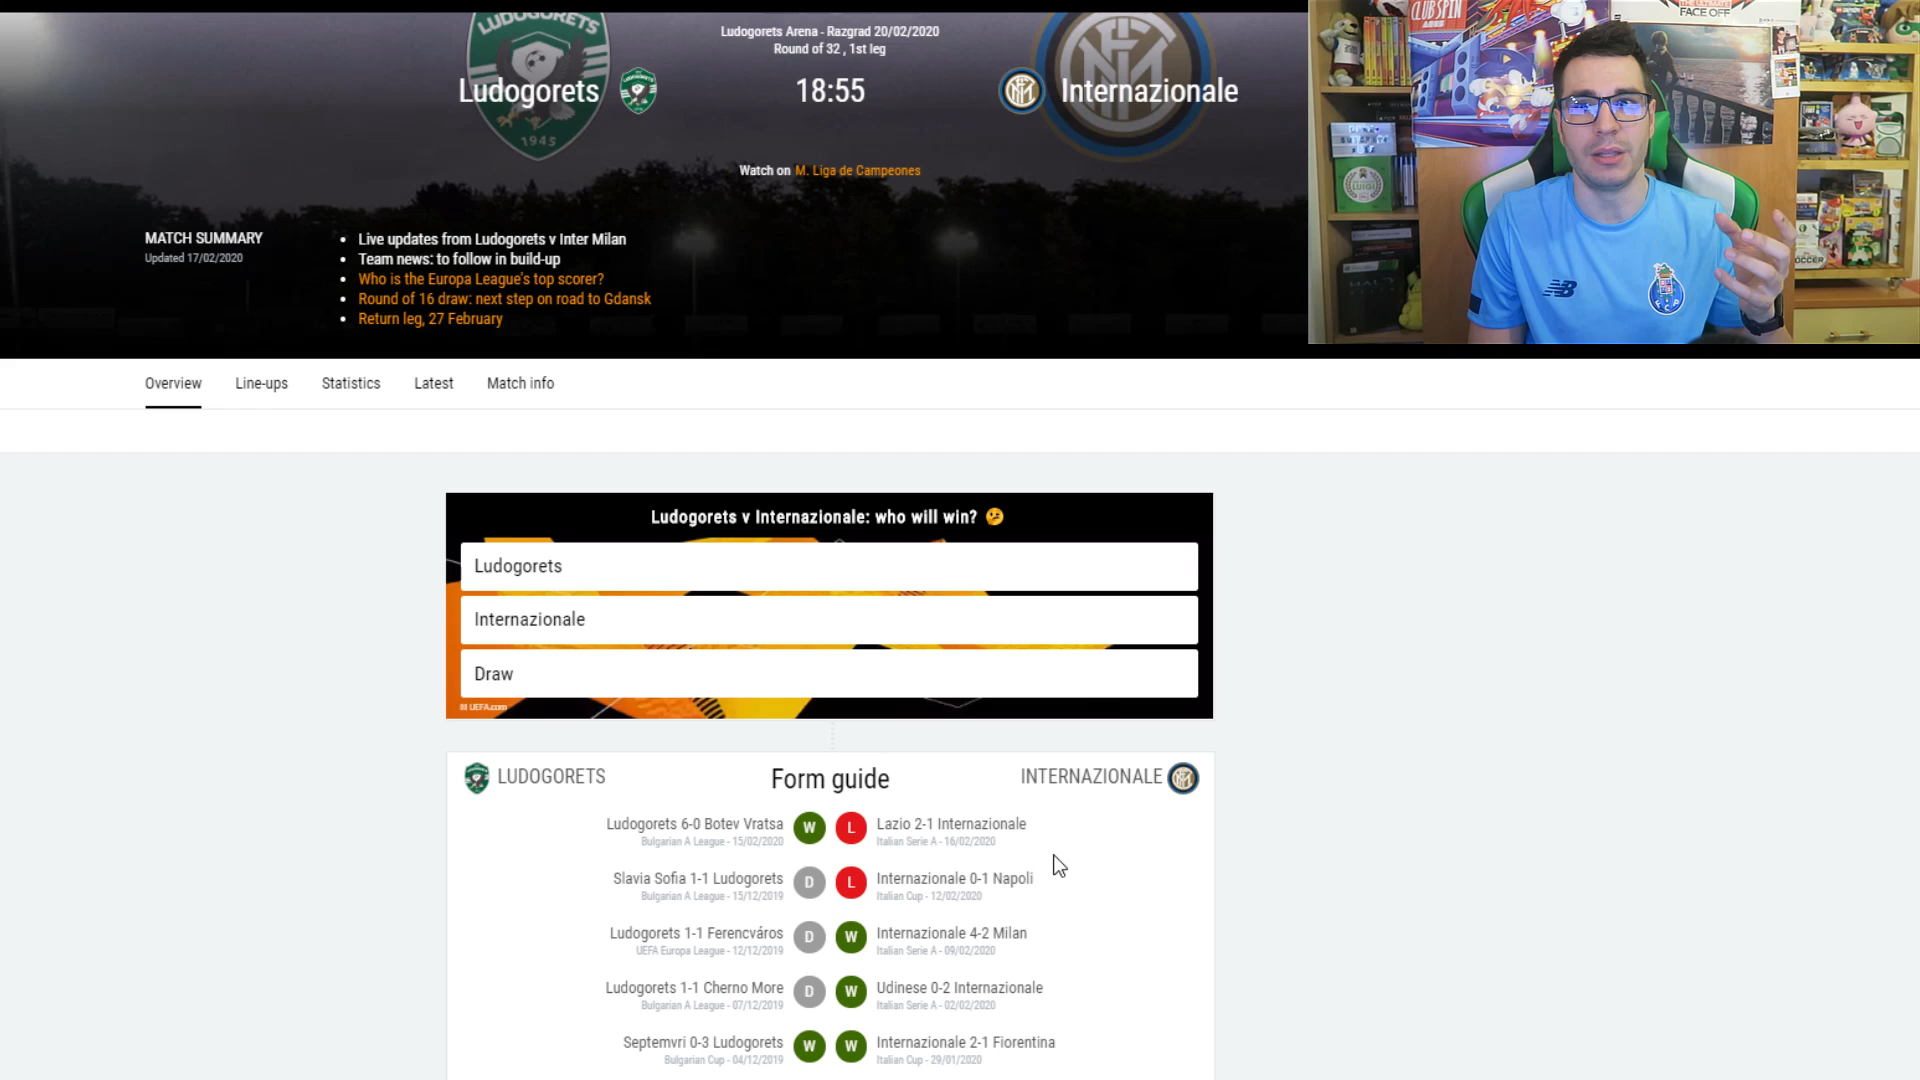 LUDOGORETS
1945
Ludogorets Arena - Razgrad 20/02/2020
Round of 32 , 1st leg
Ludogorets
18:55
Internazionale
Watch on M. Liga de Campeones
MATCH SUMMARY
Updated 17/02/2020
Live updates from Ludogorets v Inter Milan
Team news: to follow in build-up
Who is the Europa League's top scorer?
Round of 16 draw: next step on road to Gdansk
Return leg, 27 February
CLUB SPIN
THE ULTIMATE
FACE OFF
LUIGI
SOCCER
Overview
Line-ups
Statistics
Latest
Match info
Ludogorets v Internazionale: who will win?
Ludogorets
Internazionale
Draw
UEFA.com
LUDOGORETS
Form guide
INTERNAZIONALE
Ludogorets 6-0 Botev Vratsa W L Lazio 2-1 Internazionale
Bulgarian A League - 15/02/2020 Italian Serie A - 16/02/2020
Slavia Sofia 1-1 Ludogorets D L Internazionale 0-1 Napoli
Bulgarian A League - 15/12/2019 Italian Cup - 12/02/2020
Ludogorets 1-1 Ferencváros D W Internazionale 4-2 Milan
UEFA Europa League - 12/12/2019 Italian Serie A - 09/02/2020
Ludogorets 1-1 Cherno More D W Udinese 0-2 Internazionale
Bulgarian A League - 07/12/2019 Italian Serie A - 02/02/2020
Septemvri 0-3 Ludogorets W W Internazionale 2-1 Fiorentina
Bulgarian Cup - 04/12/2019 Italian Cup - 29/01/2020